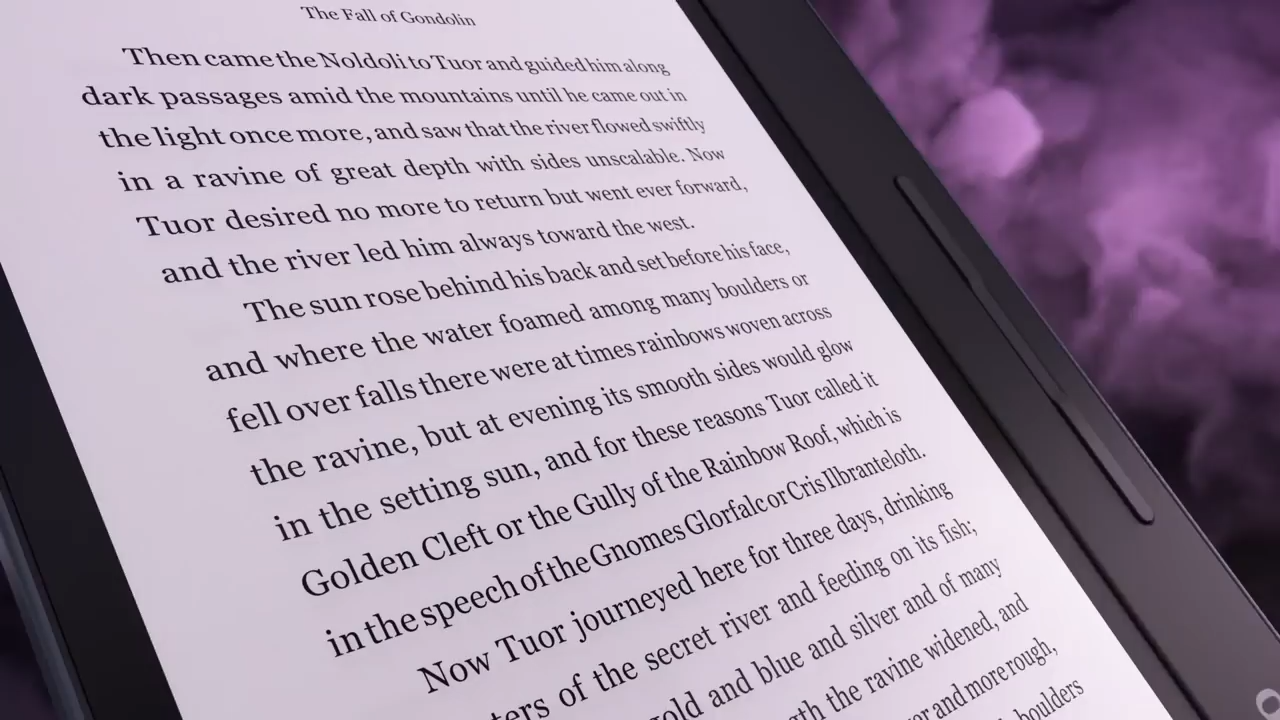 The Fall of Gondolin
Then came the Noldoli to Tuor and guided him along
dark passages amid the mountains until he came out in
the light once more, and saw that the river flowed swiftly
in a ravine of great depth with sides unscalable. Now
Tuor desired no more to return but went ever forward,
and the river led him always toward the west.
The sun rose behind his back and set before his face,
and where the water foamed among many boulders or
fell over falls there were at times rainbows woven across
the ravine, but at evening its smooth sides would glow
in the setting sun, and for these reasons Tuor called it
Golden Cleft or the Gully of the Rainbow Roof, which is
in the speech of the Gnomes Glorfalc or Cris Ilbranteloth.
Now Tuor journeyed here for three days, drinking
of the secret river and feeding on its fish;
and blue and silver and of many
the ravine widened, and
and more rough,
boulders